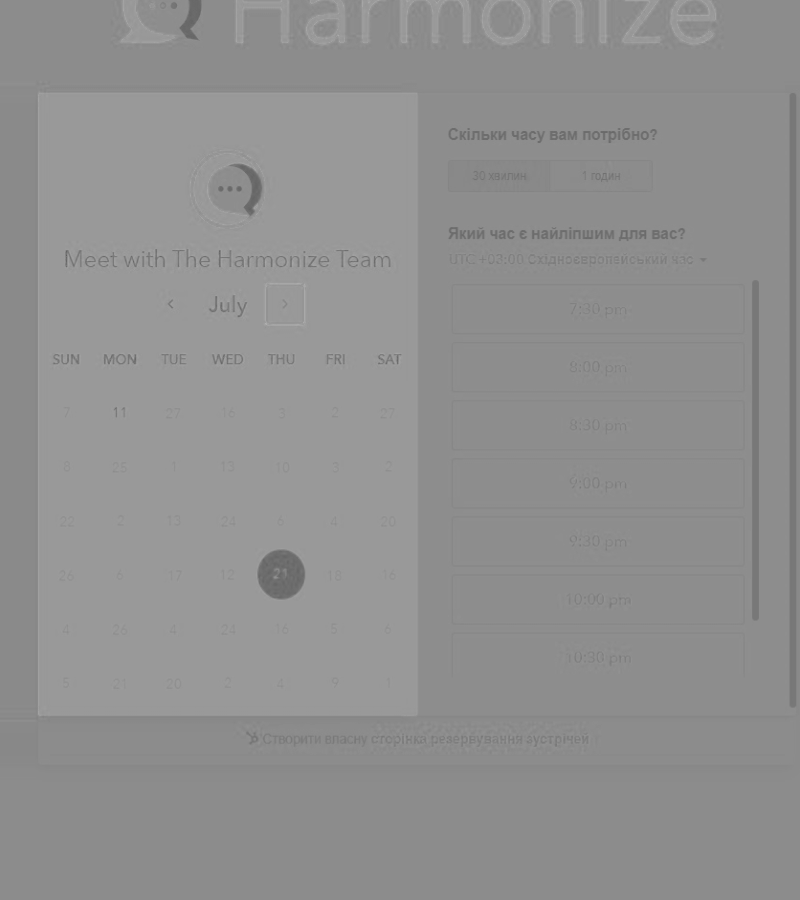 Harmonize
Meet with The Harmonize Team
July
SUN MON TUE WED THU FRI SAT
7 11 27 16 3 2 27
8 25 1 13 10 3 2
22 2 13 24 6 4 20
26 4 17 12 21 13 16
4 26 4 24 16 5 6
5 21 20 2 4 9 1
Скільки часу вам потрібно?
30 хвилин 1 годин
Який час є найліпшим для вас?
UTC +03:00 Східноєвропейський час
7:30 pm
8:00 pm
8:30 pm
9:00 pm
9:30 pm
10:00 pm
10:30 pm
Створити власну сторінка резервування зустрічей